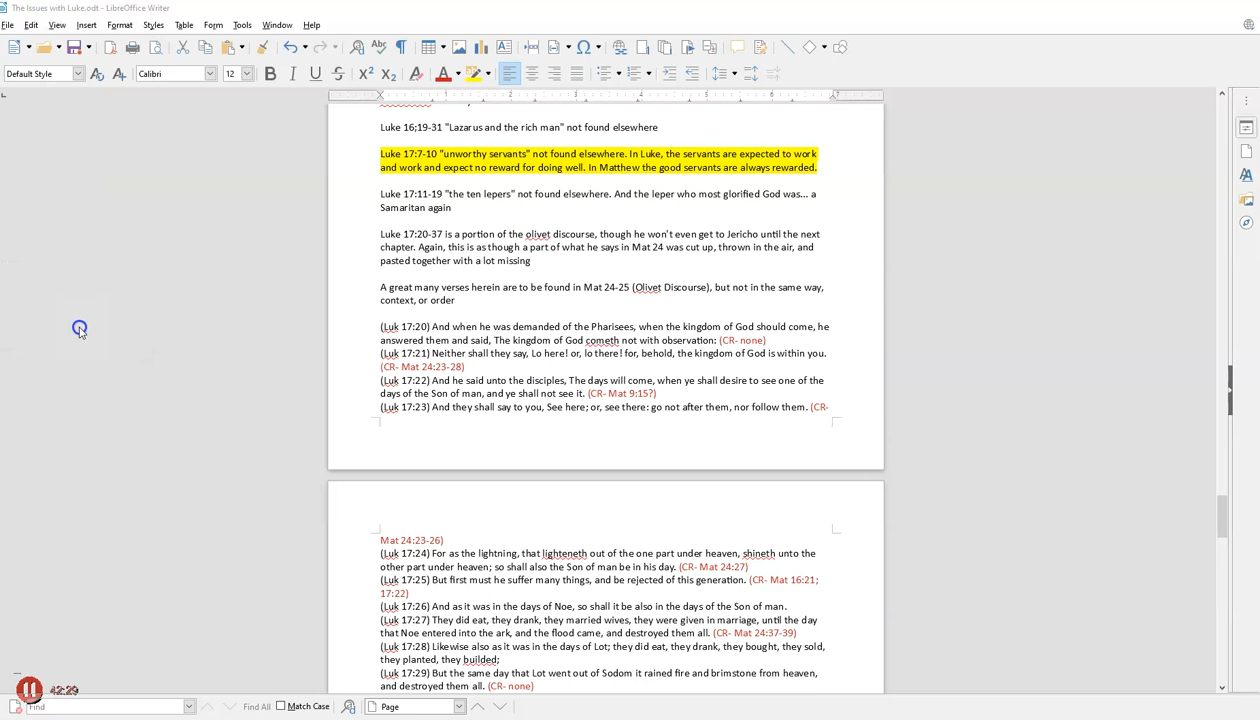 The Issues with Luke.odt - LibreOffice Writer
File Edit View Insert Format Styles Table Form Tools Window Help
Default Style Calibri 12
1 2 3 4 5 6 7
Luke 16;19-31 "Lazarus and the rich man" not found elsewhere
Luke 17:7-10 "unworthy servants" not found elsewhere. In Luke, the servants are expected to work
and work and expect no reward for doing well. In Matthew the good servants are always rewarded.
Luke 17:11-19 "the ten lepers" not found elsewhere. And the leper who most glorified God was... a
Samaritan again
Luke 17:20-37 is a portion of the olivet discourse, though he won't even get to Jericho until the next
chapter. Again, this is as though a part of what he says in Mat 24 was cut up, thrown in the air, and
pasted together with a lot missing
A great many verses herein are to be found in Mat 24-25 (Olivet Discourse), but not in the same way,
context, or order
(Luk 17:20) And when he was demanded of the Pharisees, when the kingdom of God should come, he
answered them and said, The kingdom of God cometh not with observation: (CR- none)
(Luk 17:21) Neither shall they say, Lo here! or, lo there! for, behold, the kingdom of God is within you.
(CR- Mat 24:23-28)
(Luk 17:22) And he said unto the disciples, The days will come, when ye shall desire to see one of the
days of the Son of man, and ye shall not see it. (CR- Mat 9:15?)
(Luk 17:23) And they shall say to you, See here; or, see there: go not after them, nor follow them. (CR-
Mat 24:23-26)
(Luk 17:24) For as the lightning, that lighteneth out of the one part under heaven, shineth unto the
other part under heaven; so shall also the Son of man be in his day. (CR- Mat 24:27)
(Luk 17:25) But first must he suffer many things, and be rejected of this generation. (CR- Mat 16:21;
17:22)
(Luk 17:26) And as it was in the days of Noe, so shall it be also in the days of the Son of man.
(Luk 17:27) They did eat, they drank, they married wives, they were given in marriage, until the day
that Noe entered into the ark, and the flood came, and destroyed them all. (CR- Mat 24:37-39)
(Luk 17:28) Likewise also as it was in the days of Lot; they did eat, they drank, they bought, they sold,
they planted, they builded;
(Luk 17:29) But the same day that Lot went out of Sodom it rained fire and brimstone from heaven,
and destroyed them all. (CR- none)
42:29
Find Find All Match Case Page